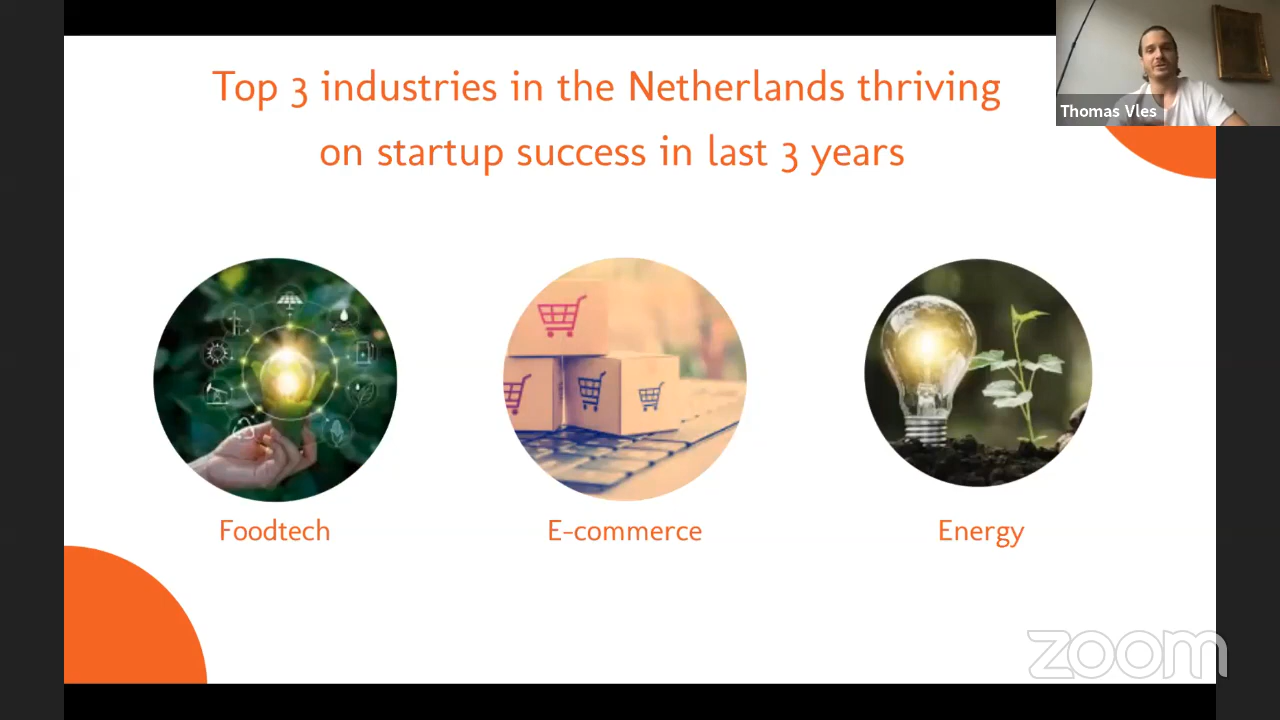 Top 3 industries in the Netherlands thriving
on startup success in last 3 years
Thomas Vles
Foodtech
E-commerce
Energy
zoom